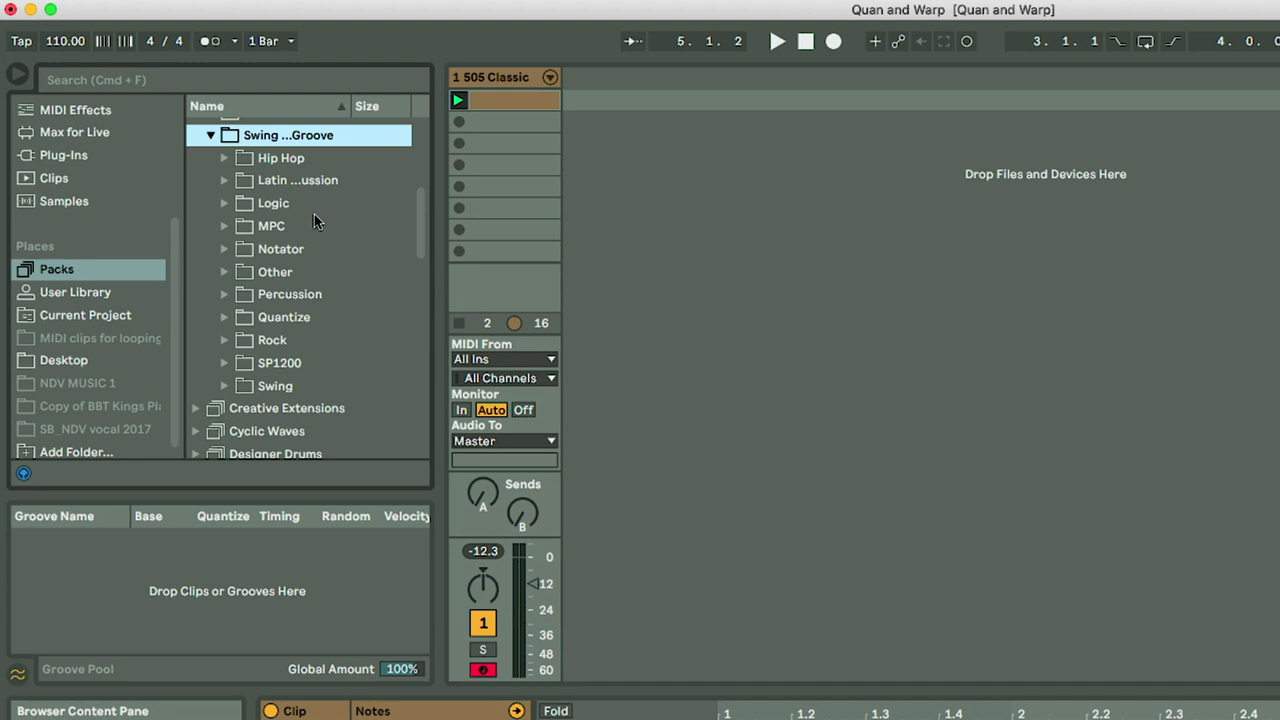 Quan and Warp [Quan and Warp]
Tap 110.00 4 / 4 1 Bar 5. 1. 2 3. 1. 1 4. 0. 0
Search (Cmd + F)
MIDI Effects
Max for Live
Plug-Ins
Clips
Samples
Places
Packs
User Library
Current Project
MIDI clips for looping
Desktop
NDV MUSIC 1
Copy of BBT Kings Pla
SB_NDV vocal 2017
Add Folder...
Name Size
Swing ...Groove
Hip Hop
Latin ...ussion
Logic
MPC
Notator
Other
Percussion
Quantize
Rock
SP1200
Swing
Creative Extensions
Cyclic Waves
Designer Drums
1 505 Classic
2 16
MIDI From
All Ins
All Channels
Monitor
In Auto Off
Audio To
Master
Sends
A
B
-12.3
0
12
24
36
48
60
1
S
Drop Files and Devices Here
Groove Name Base Quantize Timing Random Velocity
Drop Clips or Grooves Here
Groove Pool Global Amount 100%
Browser Content Pane
Clip Notes Fold 1 1.2 1.3 1.4 2 2.2 2.3 2.4